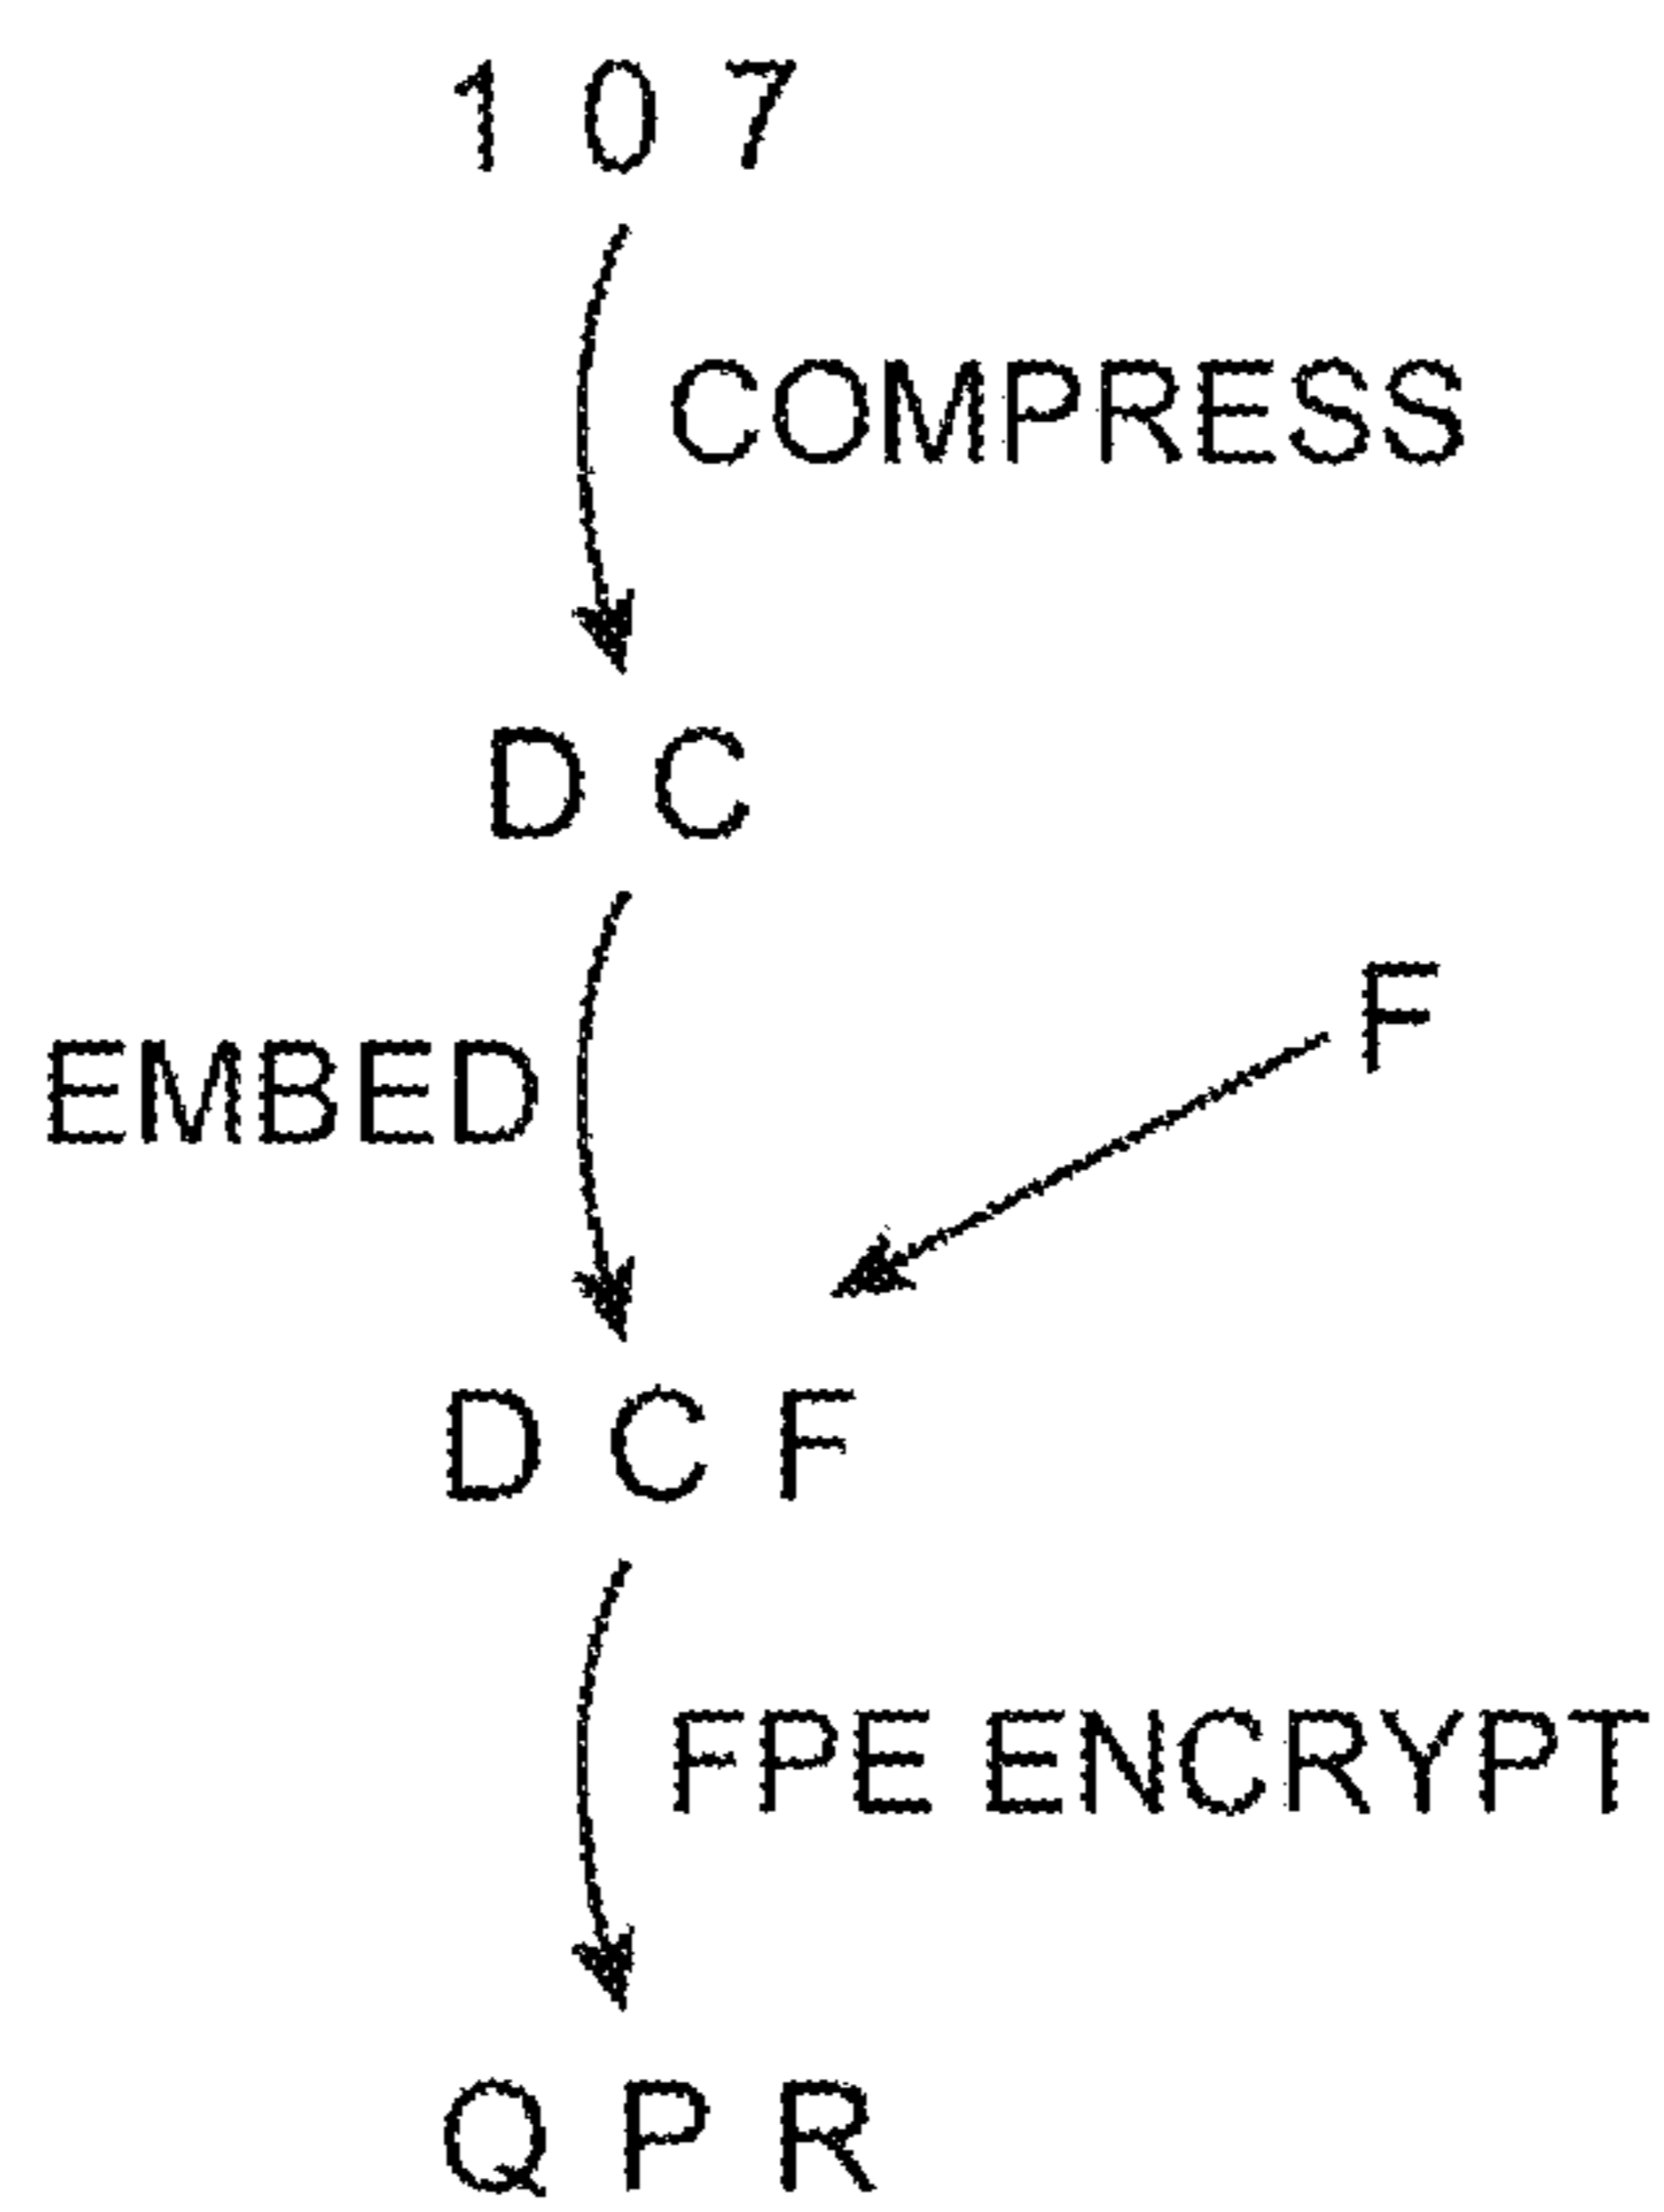 1 0 7
COMPRESS
D C
F
EMBED
D C F
FPE ENCRYPT
Q P R